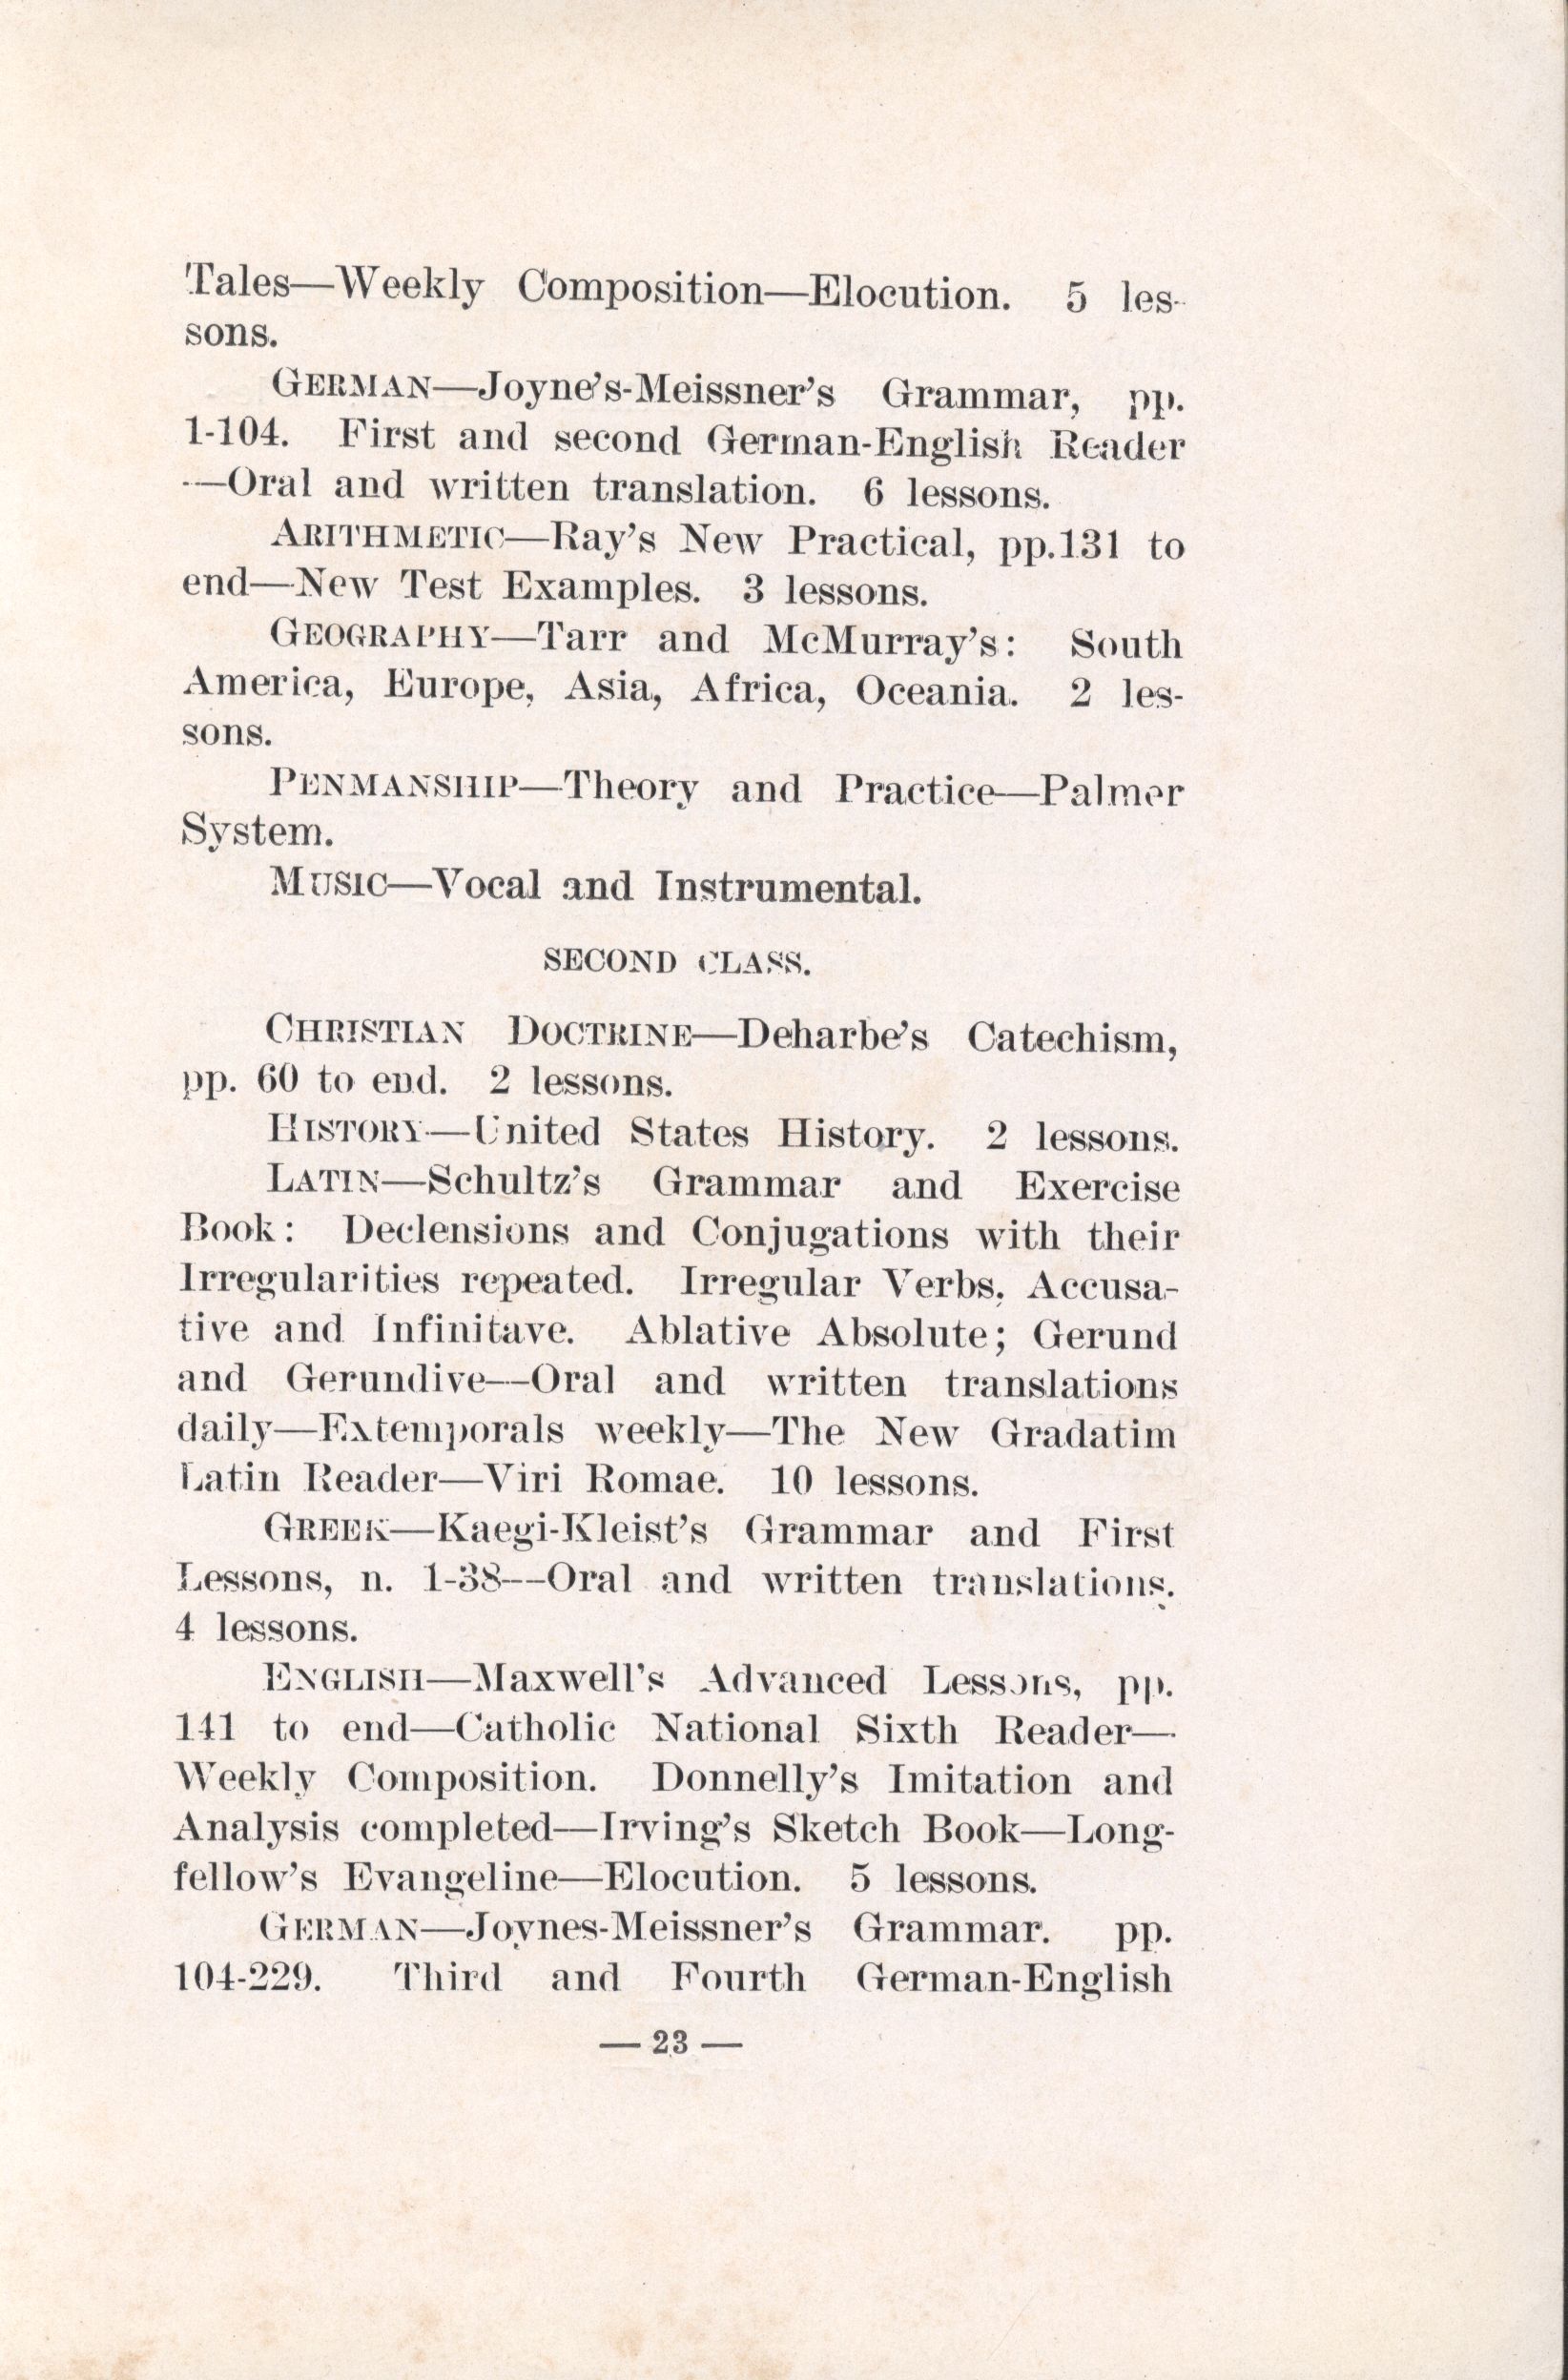 Tales—Weekly Composition—Elocution. 5 les-
sons.
GERMAN—Joyne's-Meissner's Grammar, pp.
1-104. First and second German-English Reader
—Oral and written translation. 6 lessons.
ARITHMETIC—Ray's New Practical, pp.131 to
end—New Test Examples. 3 lessons.
GEOGRAPHY—Tarr and McMurray's: South
America, Europe, Asia, Africa, Oceania. 2 les-
sons.
PENMANSHIP—Theory and Practice—Palmer
System.
MUSIC—Vocal and Instrumental.
SECOND CLASS.
CHRISTIAN DOCTRINE—Deharbe's Catechism,
pp. 60 to end. 2 lessons.
HISTORY—United States History. 2 lessons.
LATIN—Schultz's Grammar and Exercise
Book: Declensions and Conjugations with their
Irregularities repeated. Irregular Verbs, Accusa-
tive and Infinitave. Ablative Absolute; Gerund
and Gerundive—Oral and written translations
daily—Extemporals weekly—The New Gradatim
Latin Reader—Viri Romae. 10 lessons.
GREEK—Kaegi-Kleist's Grammar and First
Lessons, n. 1-38—Oral and written translations.
4 lessons.
ENGLISH—Maxwell's Advanced Lessons, pp.
141 to end—Catholic National Sixth Reader—
Weekly Composition. Donnelly's Imitation and
Analysis completed—Irving's Sketch Book—Long-
fellow's Evangeline—Elocution. 5 lessons.
GERMAN—Joynes-Meissner's Grammar. pp.
104-229. Third and Fourth German-English
— 23 —